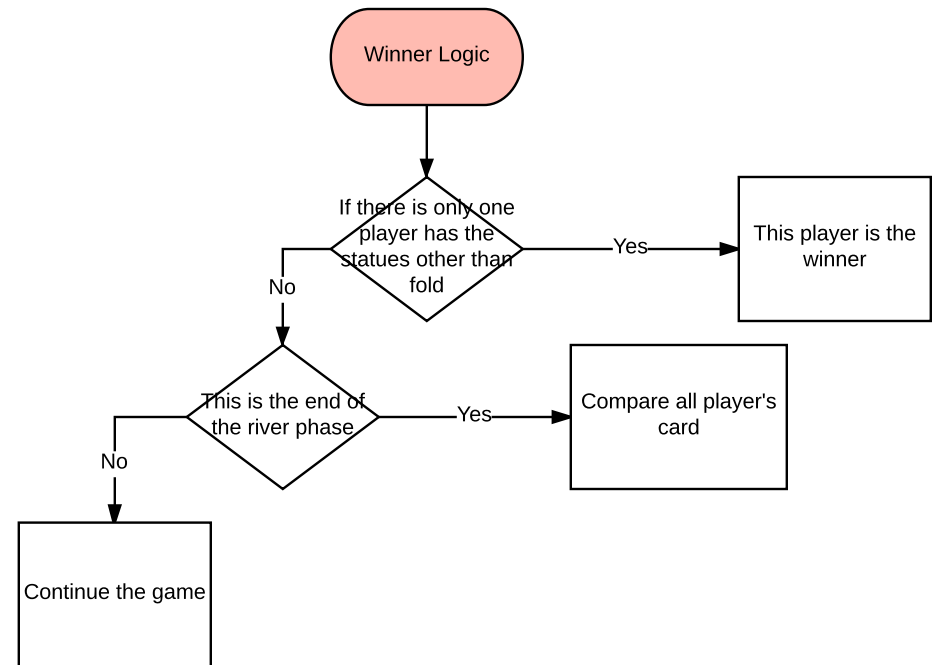 Winner Logic
If there is only one
player has the
statues other than
fold
Yes
This player is the
winner
No
This is the end of
the river phase
Yes
Compare all player's
card
No
Continue the game